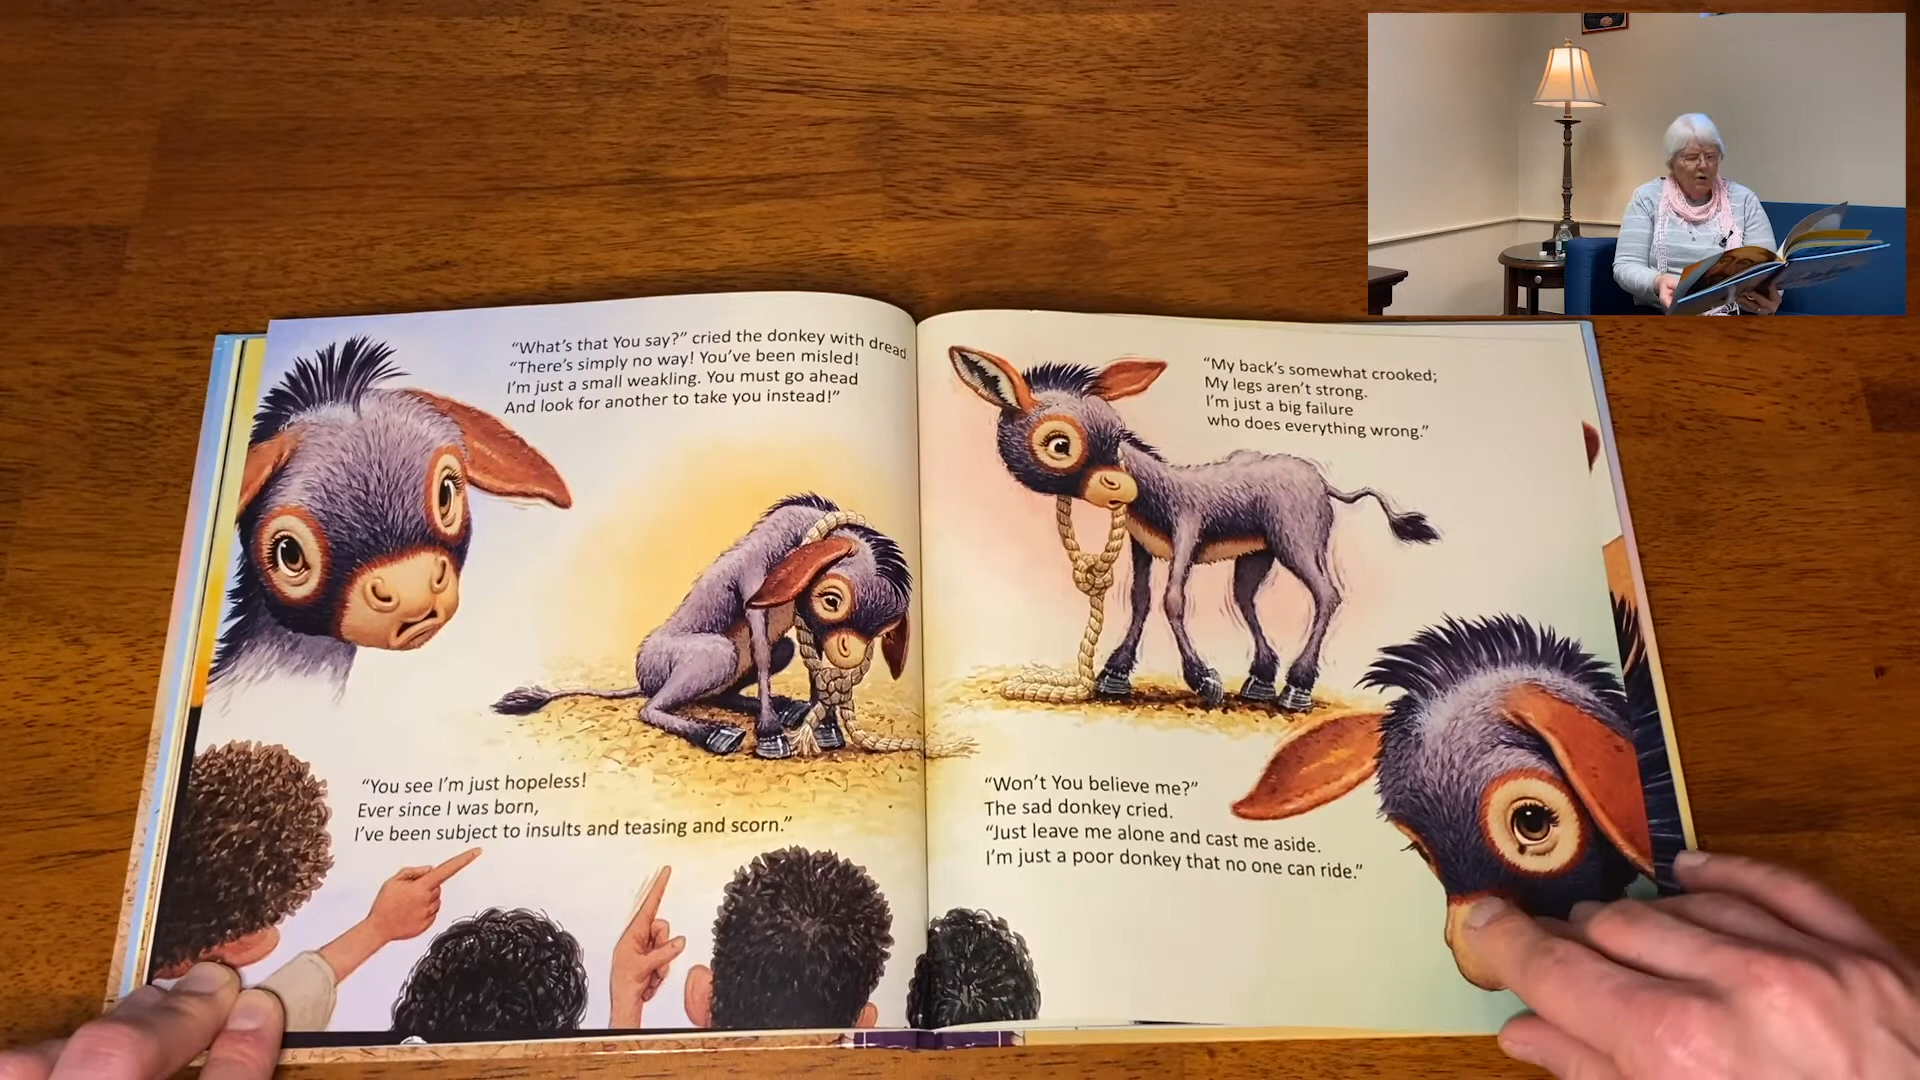 “What’s that You say?” cried the donkey with dread.
“There’s simply no way! You’ve been misled!
I’m just a small weakling. You must go ahead
And look for another to take you instead!”
“You see I’m just hopeless!
Ever since I was born,
I’ve been subject to insults and teasing and scorn.”
“My back’s somewhat crooked;
My legs aren’t strong.
I’m just a big failure
who does everything wrong.”
“Won’t You believe me?”
The sad donkey cried.
“Just leave me alone and cast me aside.
I’m just a poor donkey that no one can ride.”